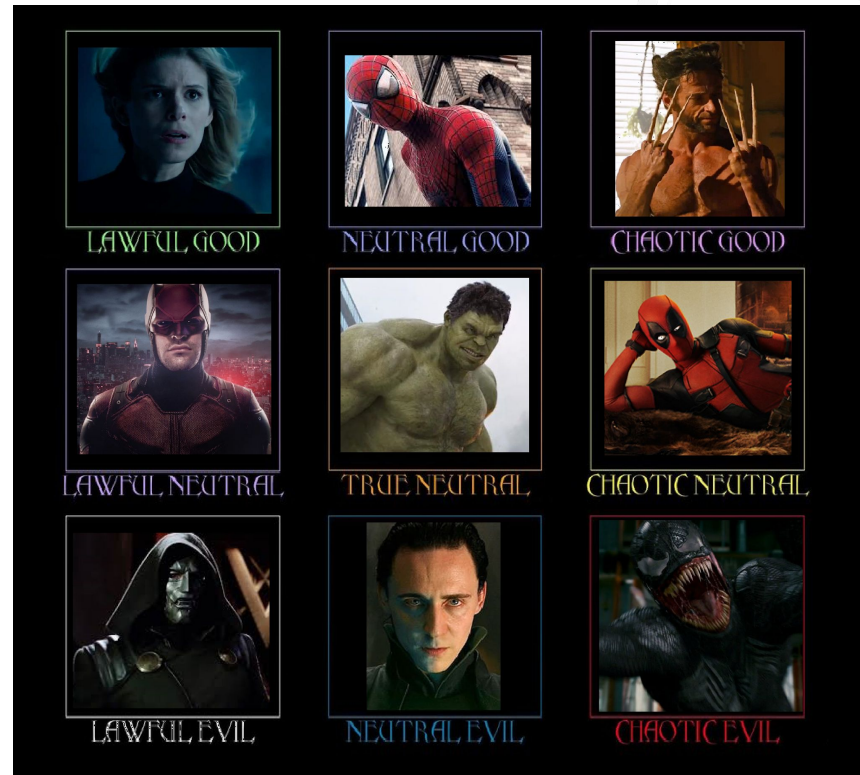 LAWFUL GOOD
NEUTRAL GOOD
CHAOTIC GOOD
LAWFUL NEUTRAL
TRUE NEUTRAL
CHAOTIC NEUTRAL
LAWFUL EVIL
NEUTRAL EVIL
CHAOTIC EVIL